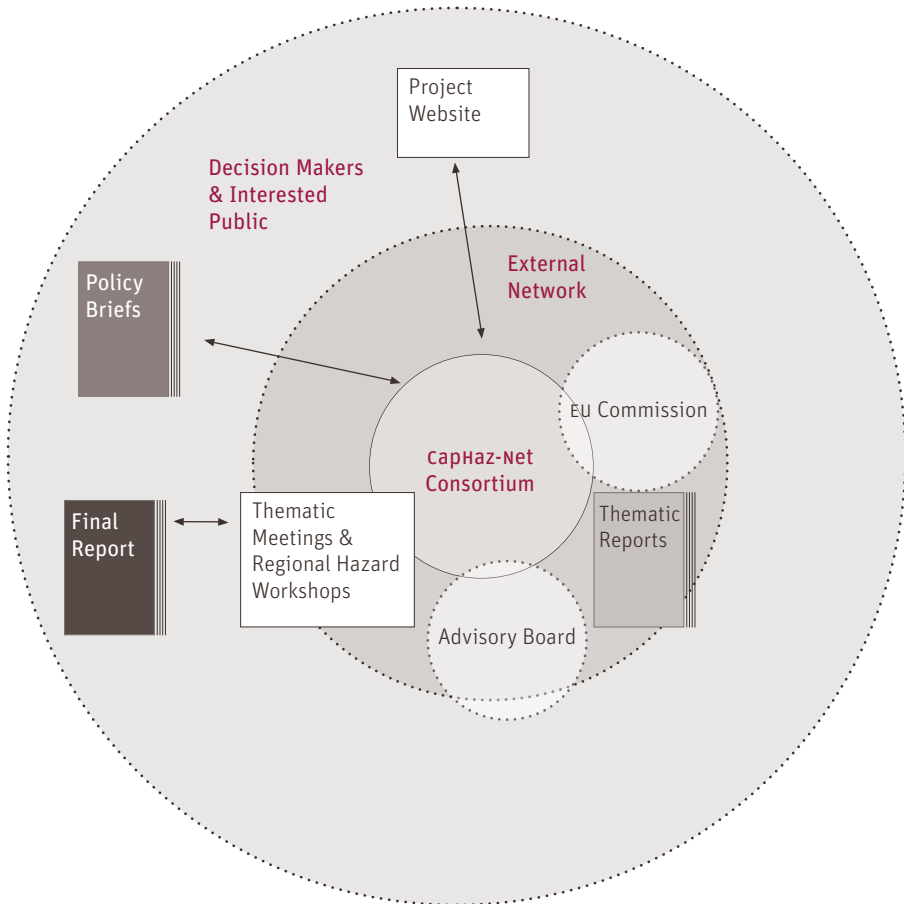 Project
Website
Decision Makers
& Interested
Public
External
Network
Policy
Briefs
EU Commission
CapHaz-Net
Consortium
Final
Report
Thematic
Meetings &
Regional Hazard
Workshops
Thematic
Reports
Advisory Board